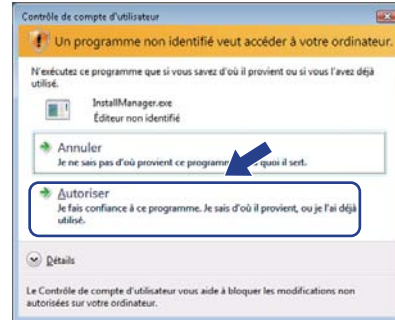 Contrôle de compte d'utilisateur
Un programme non identifié veut accéder à votre ordinateur.
N'exécutez ce programme que si vous savez d'où il provient ou si vous l'avez déjà
utilisé.
InstallManager.exe
Éditeur non identifié
Annuler
Je ne sais pas d'où provient ce programme quoi il sert.
Autoriser
Je fais confiance à ce programme. Je sais d'où il provient, ou je l'ai déjà
utilisé.
Détails
Le Contrôle de compte d'utilisateur vous aide à bloquer les modifications non
autorisées sur votre ordinateur.